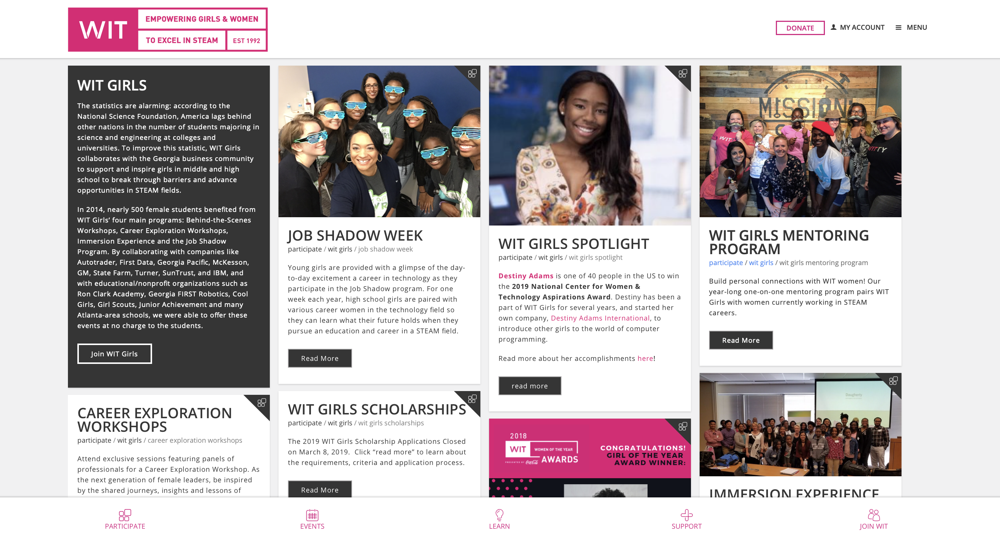 WIT
EMPOWERING GIRLS & WOMEN
TO EXCEL IN STEAM
EST 1992
DONATE
MY ACCOUNT
MENU
WIT GIRLS
The statistics are alarming: according to the
National Science Foundation, America lags behind
other nations in the number of students majoring in
science and engineering at colleges and
universities. To improve this statistic, WIT Girls
collaborates with the Georgia business community
to support and inspire girls in middle and high
school to break through barriers and advance
opportunities in STEAM fields.
In 2014, nearly 500 female students benefited from
WIT Girls’ four main programs: Behind-the-Scenes
Workshops, Career Exploration Workshops,
Immersion Experience and the Job Shadow
Program. By collaborating with companies like
Autotrader, First Data, Georgia Pacific, McKesson,
GM, State Farm, Turner, SunTrust, and IBM, and
with educational/nonprofit organizations such as
Ron Clark Academy, Georgia FIRST Robotics, Cool
Girls, Girl Scouts, Junior Achievement and many
Atlanta-area schools, we were able to offer these
events at no charge to the students.
Join WIT Girls
CAREER EXPLORATION
WORKSHOPS
participate / wit girls / career exploration workshops
Attend exclusive sessions featuring panels of
professionals for a Career Exploration Workshop. As
the next generation of female leaders, be inspired
by the shared journeys, insights and lessons of
JOB SHADOW WEEK
participate / wit girls / job shadow week
Young girls are provided with a glimpse of the day-
to-day excitement a career in technology as they
participate in the Job Shadow program. For one
week each year, high school girls are paired with
various career women in the technology field so
they can learn what their future holds when they
pursue an education and career in a STEAM field.
Read More
WIT GIRLS SCHOLARSHIPS
participate / wit girls / wit girls scholarships
The 2019 WIT Girls Scholarship Applications Closed
on March 8, 2019.  Click “read more” to learn about
the requirements, criteria and application process.
Read More
WIT GIRLS SPOTLIGHT
participate / wit girls / wit girls spotlight
Destiny Adams is one of 40 people in the US to win
the 2019 National Center for Women &
Technology Aspirations Award. Destiny has been a
part of WIT Girls for several years, and started her
own company, Destiny Adams International, to
introduce other girls to the world of computer
programming.
Read more about her accomplishments here!
read more
2018
WIT WOMEN OF THE YEAR
PRESENTED BY Coca-Cola AWARDS
CONGRATULATIONS!
GIRL OF THE YEAR
AWARD WINNER:
MISSION
WIT
WITTY
WIT GIRLS MENTORING
PROGRAM
participate / wit girls / wit girls mentoring program
Build personal connections with WIT women! Our
year-long one-on-one mentoring program pairs WIT
Girls with women currently working in STEAM
careers.
Read More
Daugherty
IMMERSION EXPERIENCE
PARTICIPATE
EVENTS
LEARN
SUPPORT
JOIN WIT